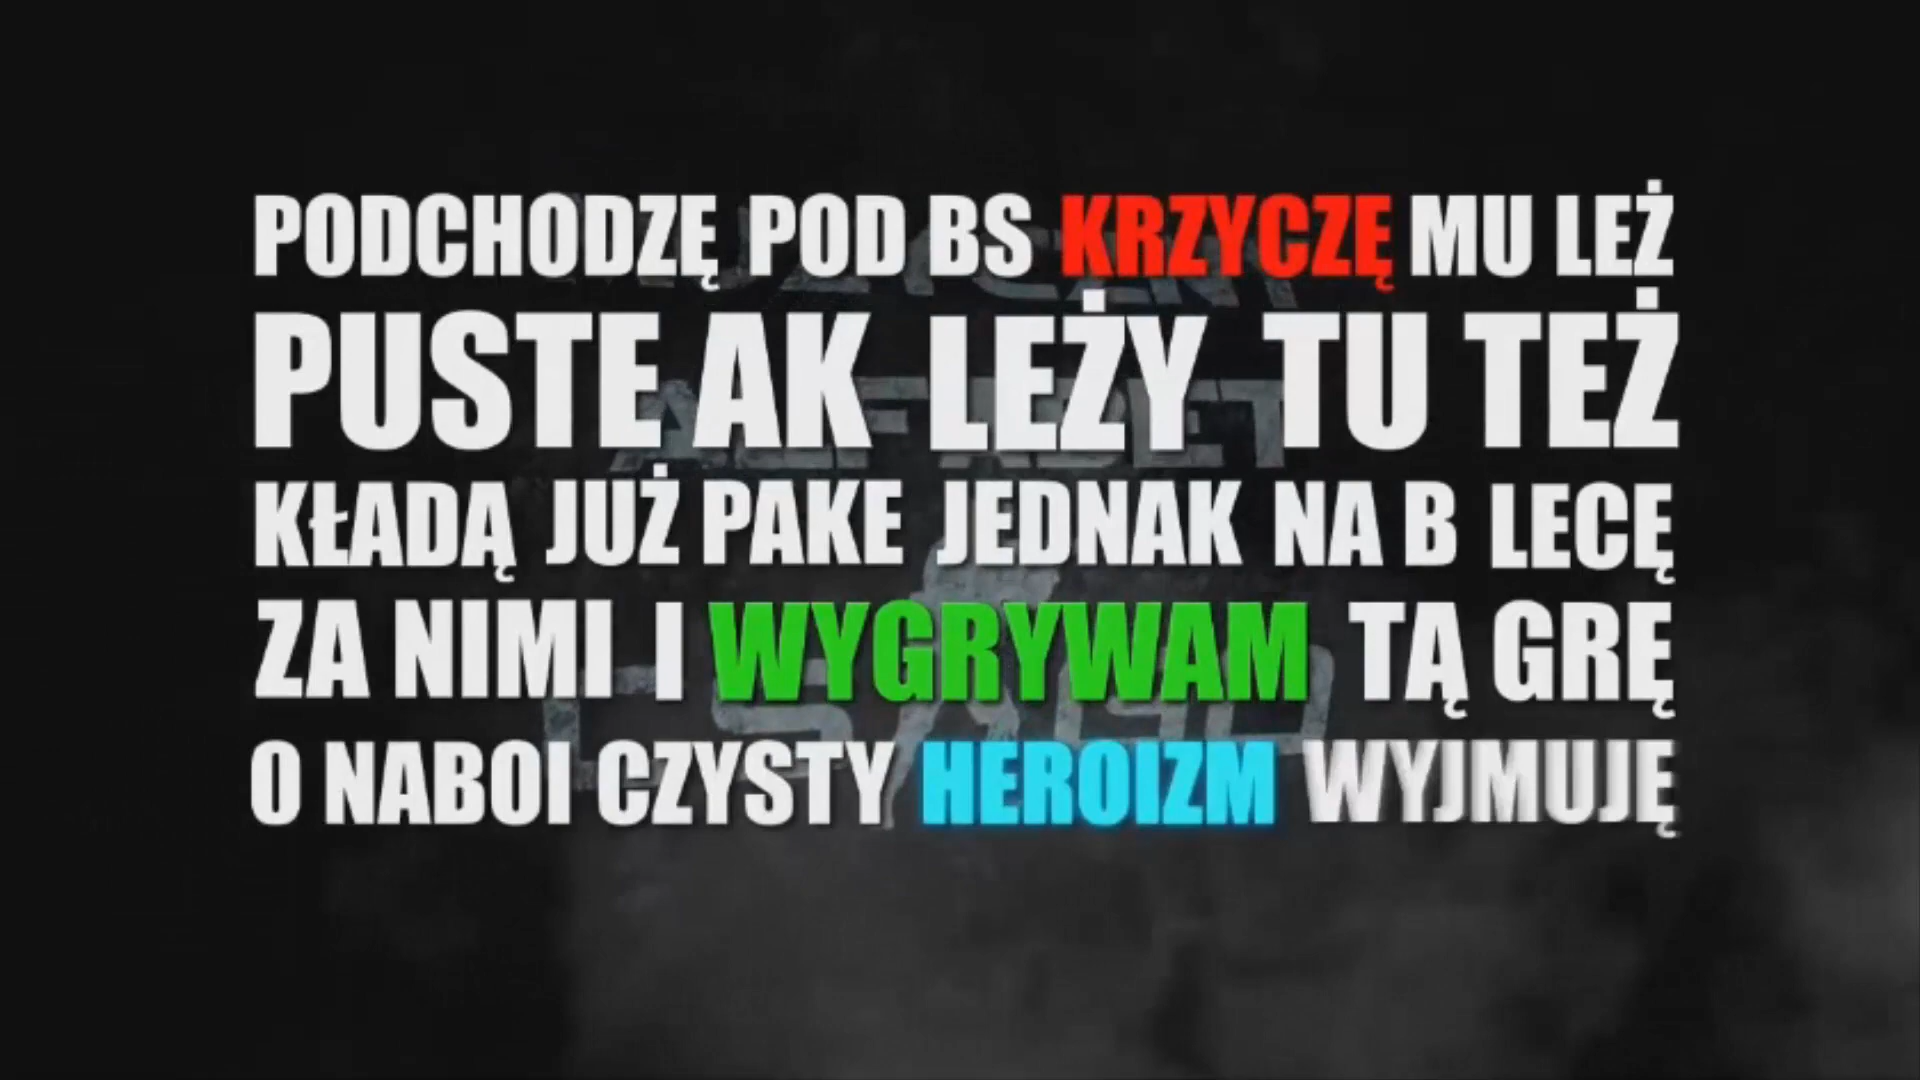 PODCHODZĘ POD BS KRZYCZĘ MU LEŻ
PUSTE AK LEŻY TU TEŻ
KŁADĄ JUŻ PAKE JEDNAK NA B LECĘ
ZA NIMI I WYGRYWAM TĄ GRĘ
O NABOI CZYSTY HEROIZM WYJMUJĘ